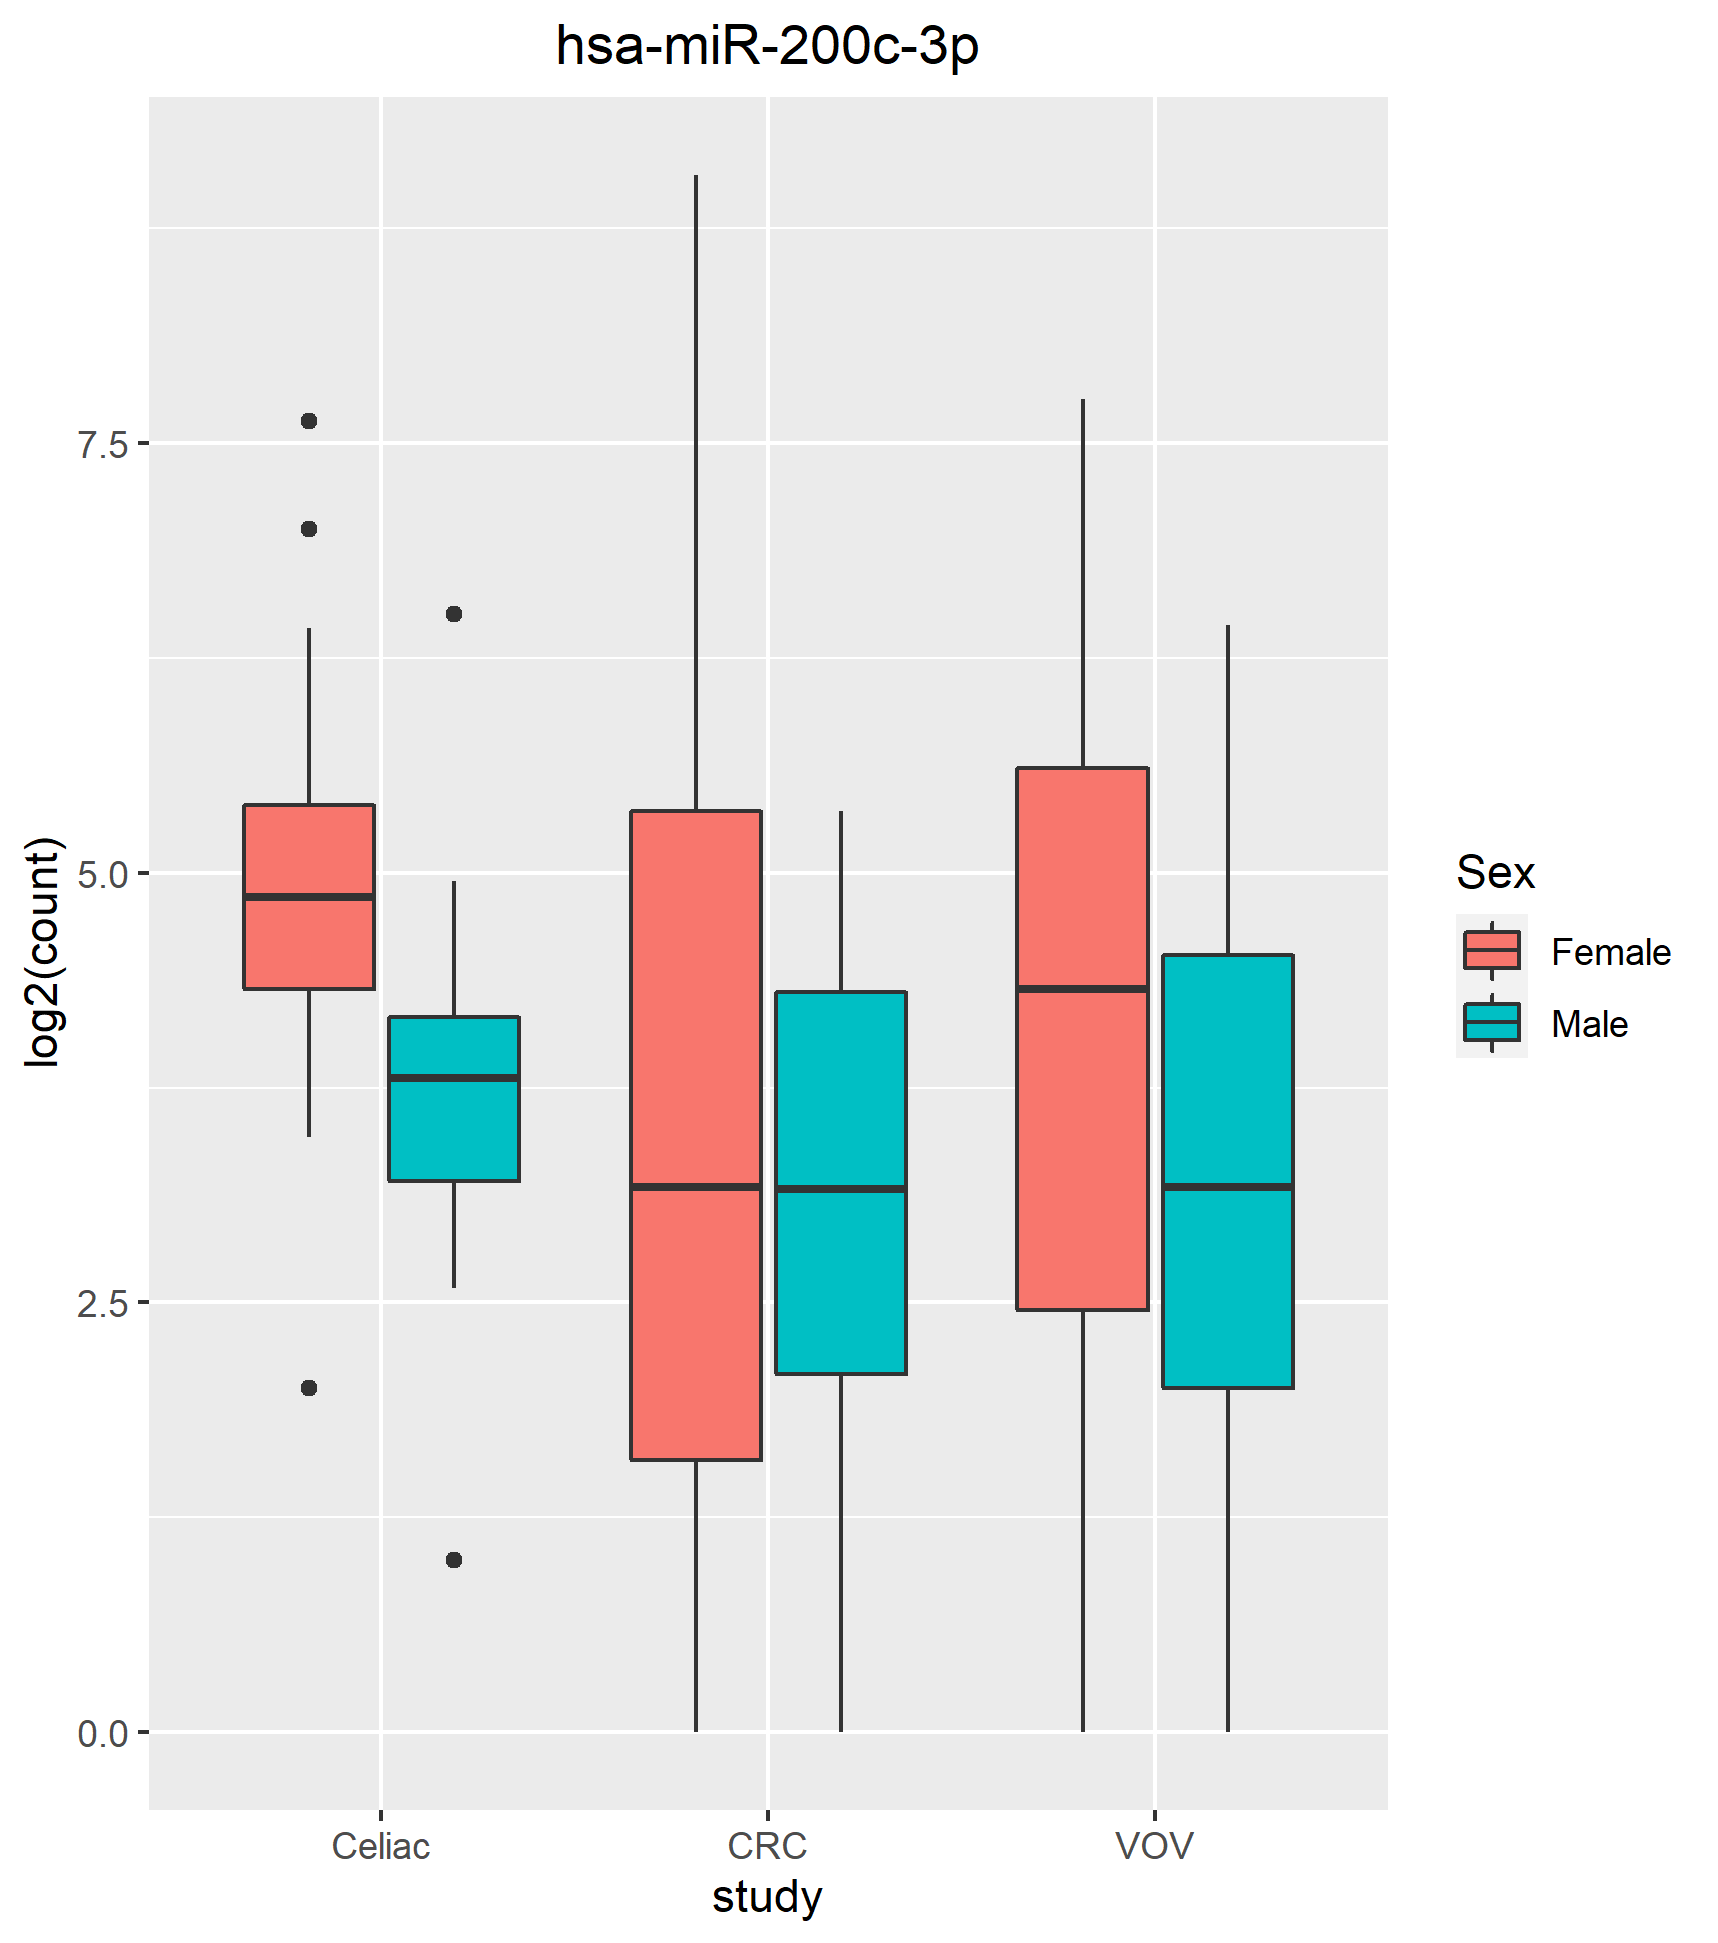 hsa-miR-200c-3p
log2(count)
7.5
5.0
2.5
0.0
Celiac
CRC
VOV
study
Sex
Female
Male